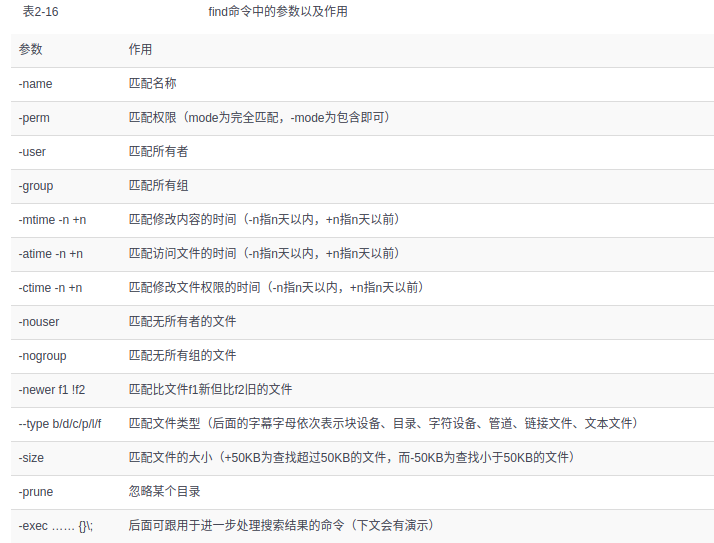 表2-16 find命令中的参数以及作用
参数 作用
-name 匹配名称
-perm 匹配权限（mode为完全匹配，-mode为包含即可）
-user 匹配所有者
-group 匹配所有组
-mtime -n +n 匹配修改内容的时间（-n指n天以内，+n指n天以前）
-atime -n +n 匹配访问文件的时间（-n指n天以内，+n指n天以前）
-ctime -n +n 匹配修改文件权限的时间（-n指n天以内，+n指n天以前）
-nouser 匹配无所有者的文件
-nogroup 匹配无所有组的文件
-newer f1 !f2 匹配比文件f1新但比f2旧的文件
--type b/d/c/p/l/f 匹配文件类型（后面的字幕字母依次表示块设备、目录、字符设备、管道、链接文件、文本文件）
-size 匹配文件的大小（+50KB为查找超过50KB的文件，而-50KB为查找小于50KB的文件）
-prune 忽略某个目录
-exec …… {}\; 后面可跟用于进一步处理搜索结果的命令（下文会有演示）